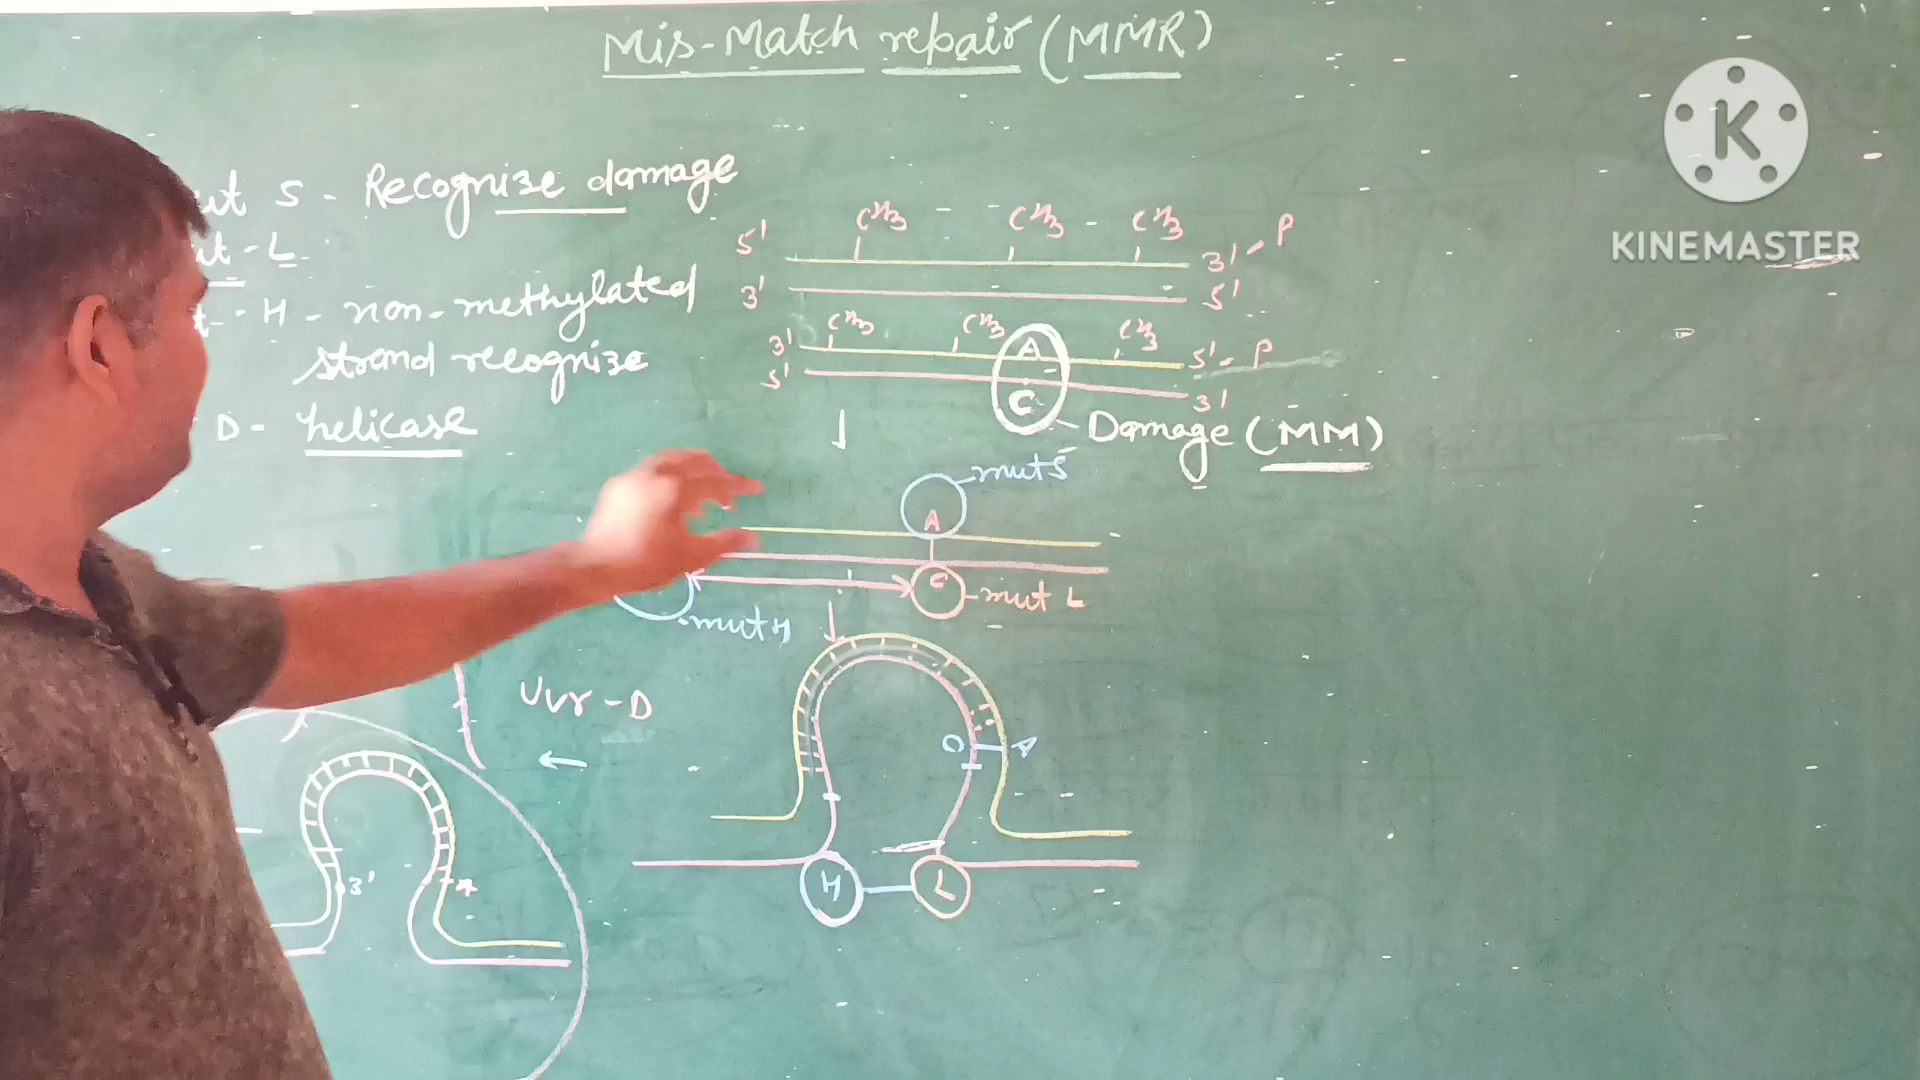 Mis-Match repair (MMR)
K
KINEMASTER
ut S - Recognize damage
ut - L
t - H - non-methylated
strand recognize
D - helicase
CH3 CH3 CH3
5' 3' - P
3' 5'
CH3 CH3 CH3
3' A 5' - P
5' C 3'
Damage (MM)
mutS
A
C
mut L
mutH
Uvr-D
C A
3' A
H L